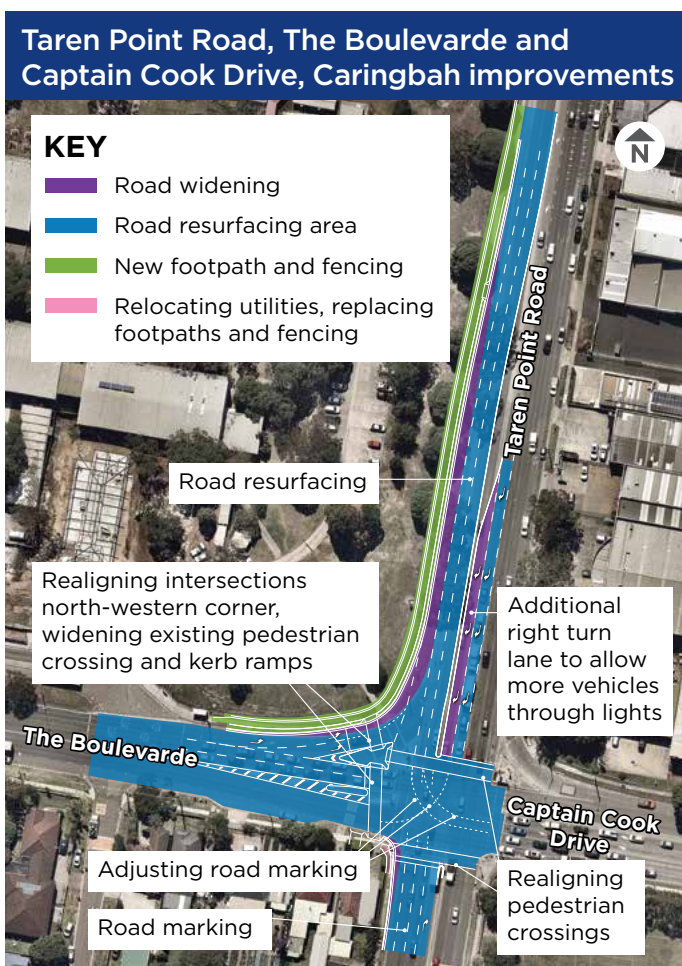 Taren Point Road, The Boulevarde and
Captain Cook Drive, Caringbah improvements
KEY
Road widening
Road resurfacing area
New footpath and fencing
Relocating utilities, replacing
footpaths and fencing
N
Taren Point Road
Road resurfacing
Realigning intersections
north-western corner,
widening existing pedestrian
crossing and kerb ramps
Additional
right turn
lane to allow
more vehicles
through lights
The Boulevarde
Captain Cook
Drive
Adjusting road marking
Road marking
Realigning
pedestrian
crossings